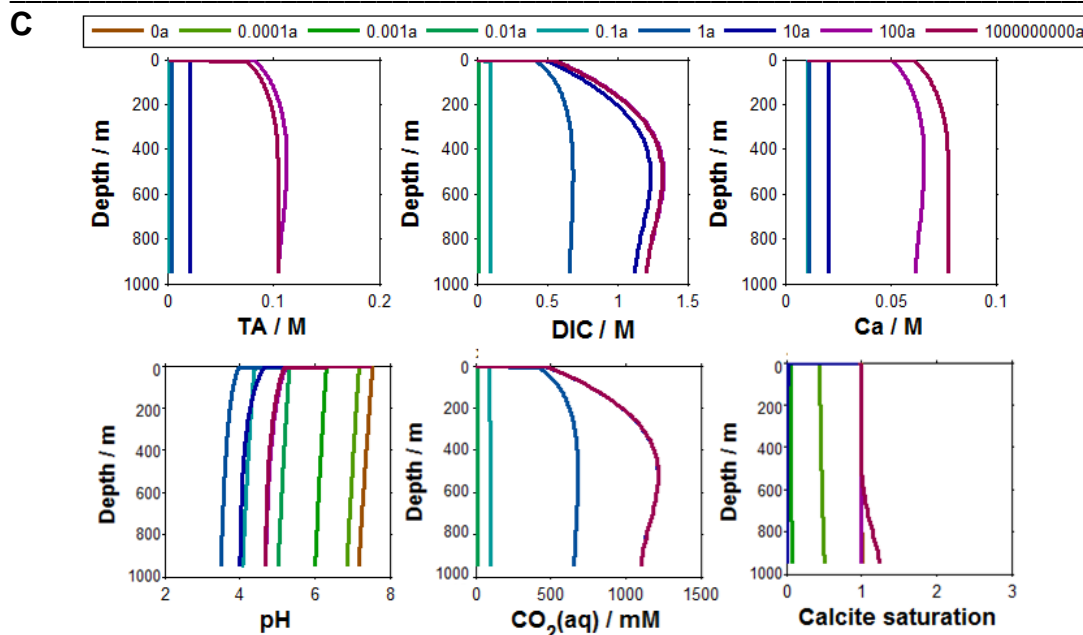 C
0a 0.0001a 0.001a 0.01a 0.1a 1a 10a 100a 1000000000a
0 200 400 600 800 1000
Depth / m
0 0.1 0.2
TA / M
0 200 400 600 800 1000
Depth / m
0 0.5 1 1.5
DIC / M
0 200 400 600 800 1000
Depth / m
0 0.05 0.1
Ca / M
0 200 400 600 800 1000
Depth / m
2 4 6 8
pH
0 200 400 600 800 1000
Depth / m
0 500 1000 1500
CO₂(aq) / mM
0 200 400 600 800 1000
Depth / m
0 1 2 3
Calcite saturation